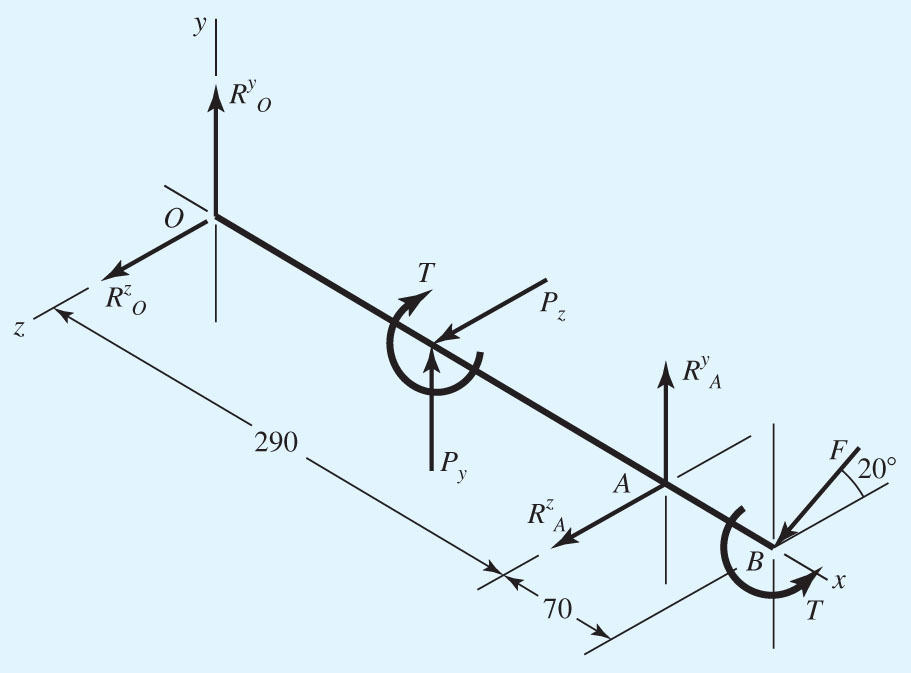 y
R^y_O
O
R^z_O
z
T
P_z
290
P_y
R^y_A
A
F
20°
R^z_A
B
x
70
T